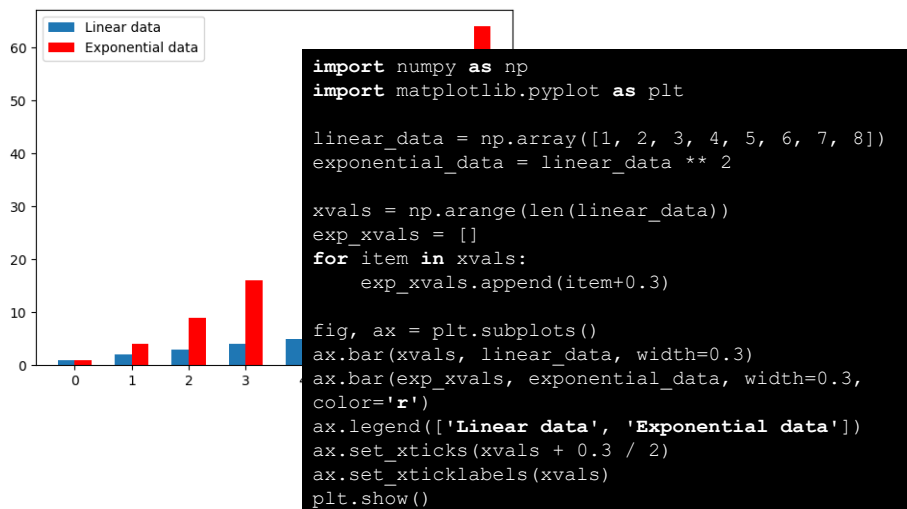 Linear data
Exponential data
60
50
40
30
20
10
0
0 1 2 3
import numpy as np
import matplotlib.pyplot as plt
linear_data = np.array([1, 2, 3, 4, 5, 6, 7, 8])
exponential_data = linear_data ** 2
xvals = np.arange(len(linear_data))
exp_xvals = []
for item in xvals:
    exp_xvals.append(item+0.3)
fig, ax = plt.subplots()
ax.bar(xvals, linear_data, width=0.3)
ax.bar(exp_xvals, exponential_data, width=0.3,
color='r')
ax.legend(['Linear data', 'Exponential data'])
ax.set_xticks(xvals + 0.3 / 2)
ax.set_xticklabels(xvals)
plt.show()